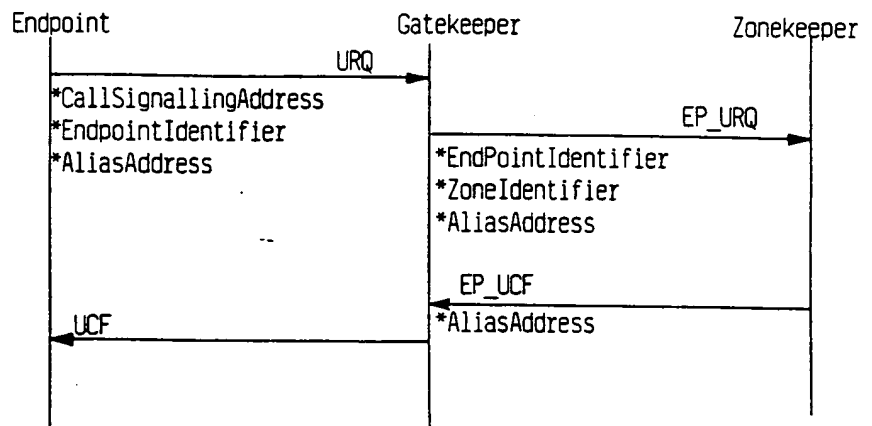 Endpoint Gatekeeper Zonekeeper
URQ
*CallSignallingAddress
*EndpointIdentifier
*AliasAddress
EP_URQ
*EndPointIdentifier
*ZoneIdentifier
*AliasAddress
EP_UCF
*AliasAddress
UCF